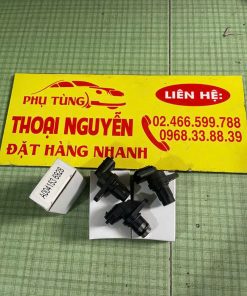 PHỤ TÙNG
THOẠI NGUYỄN
ĐẶT HÀNG NHANH
LIÊN HỆ:
02.466.599.788
0968.33.88.39